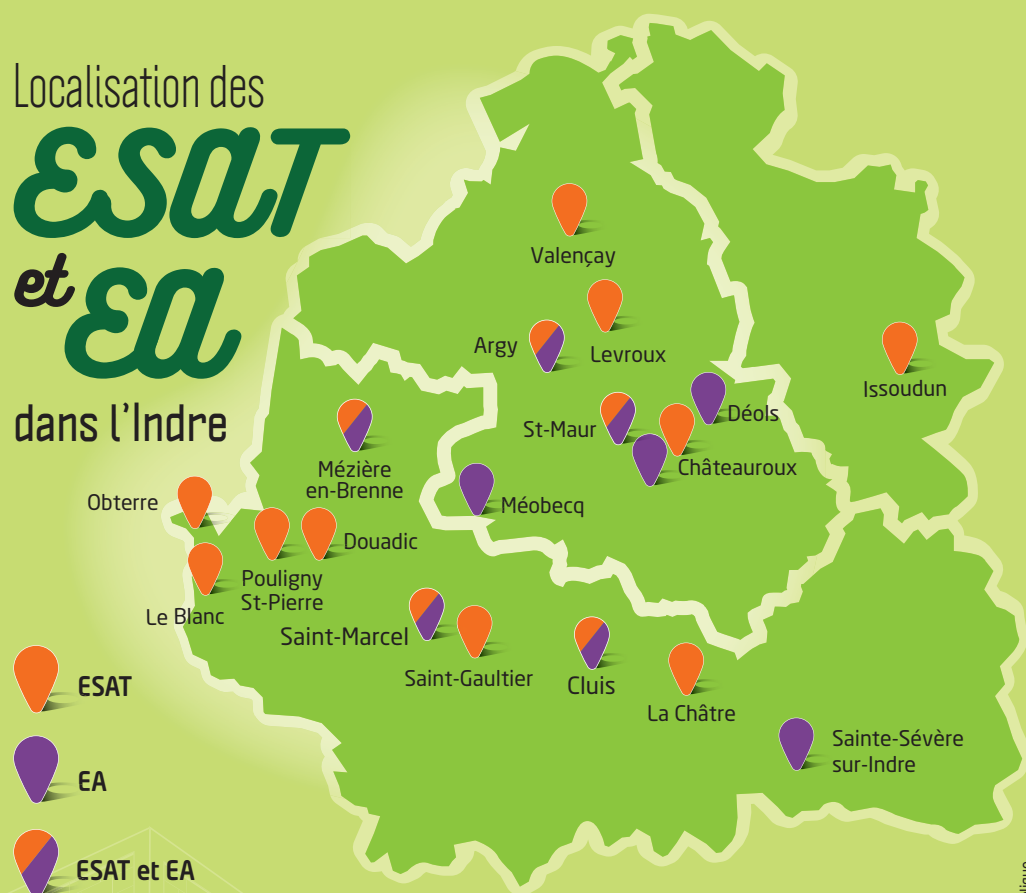 Localisation des
ESAT
et EA
dans l'Indre
Valençay
Levroux
Argy
Issoudun
Déols
St-Maur
Châteauroux
Mézière
en-Brenne
Méobecq
Obterre
Douadic
Pouligny
St-Pierre
Le Blanc
Saint-Marcel
Saint-Gaultier
Cluis
La Châtre
Sainte-Sévère
sur-Indre
ESAT
EA
ESAT et EA